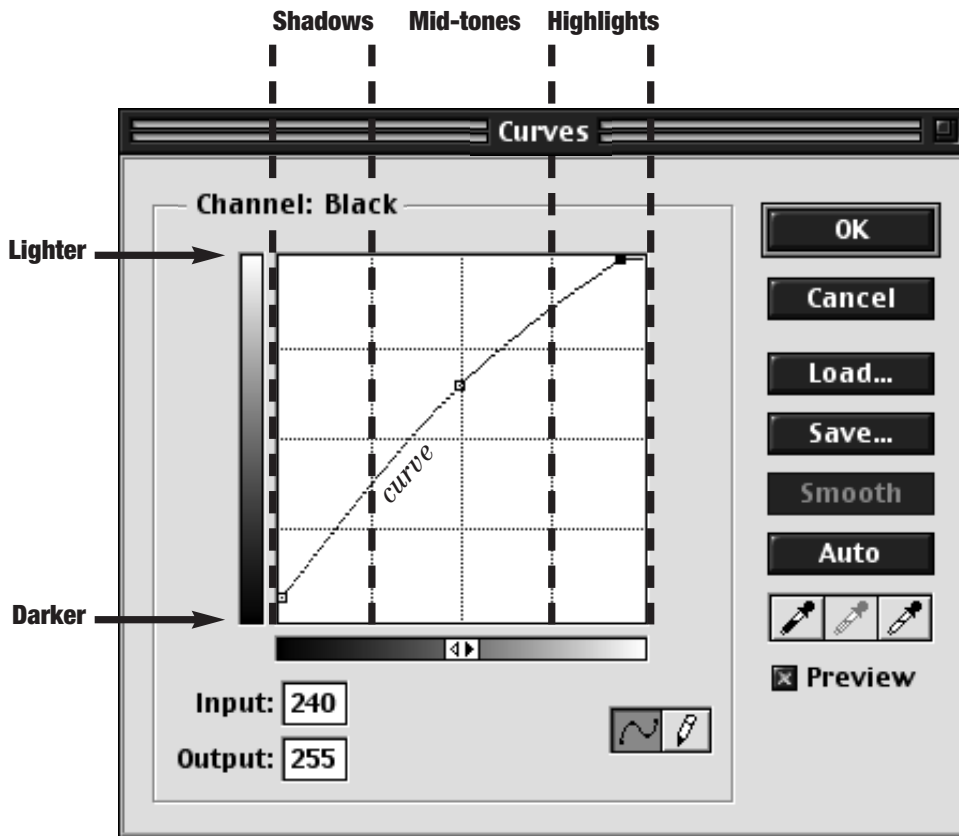 Shadows Mid-tones Highlights
Curves
Channel: Black
Lighter
OK
Cancel
Load...
Save...
curve
Smooth
Auto
Darker
Preview
Input: 240
Output: 255